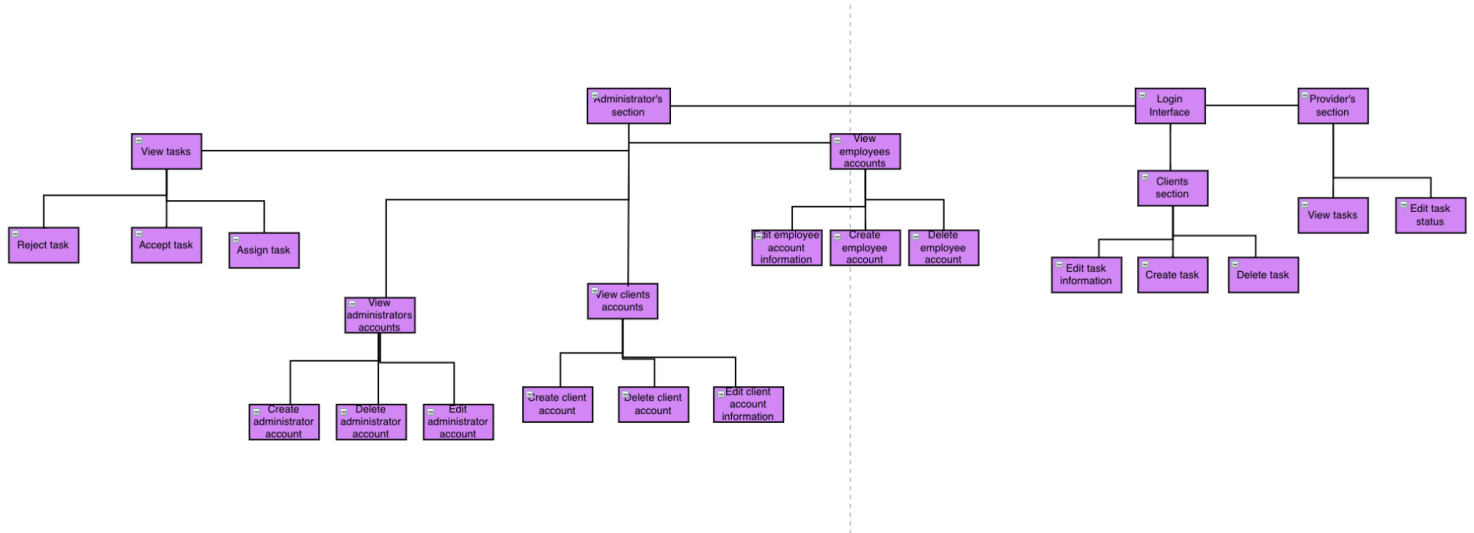 Administrator's
section
Login
Interface
Provider's
section
View tasks
View
employees
accounts
Clients
section
View tasks
Edit task
status
Reject task
Accept task
Assign task
Edit employee
account
information
Create
employee
account
Delete
employee
account
Edit task
information
Create task
Delete task
View
administrators
accounts
View clients
accounts
Create
administrator
account
Delete
administrator
account
Edit
administrator
account
Create client
account
Delete client
account
Edit client
account
information